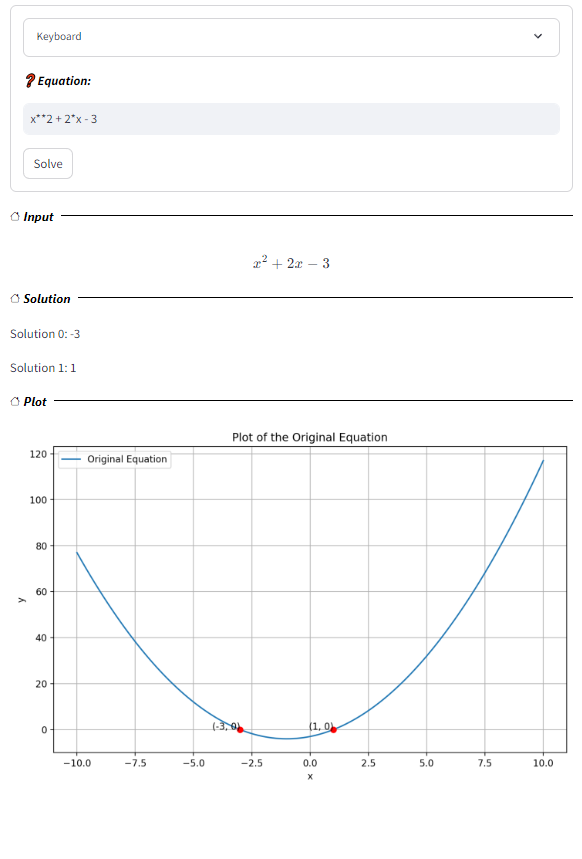 Keyboard
Equation:
x**2 + 2*x - 3
Solve
Input
x² + 2x − 3
Solution
Solution 0: -3
Solution 1: 1
Plot
Plot of the Original Equation
Original Equation
120
100
80
60
40
20
0
y
(-3, 0)
(1, 0)
−10.0 −7.5 −5.0 −2.5 0.0 2.5 5.0 7.5 10.0
x